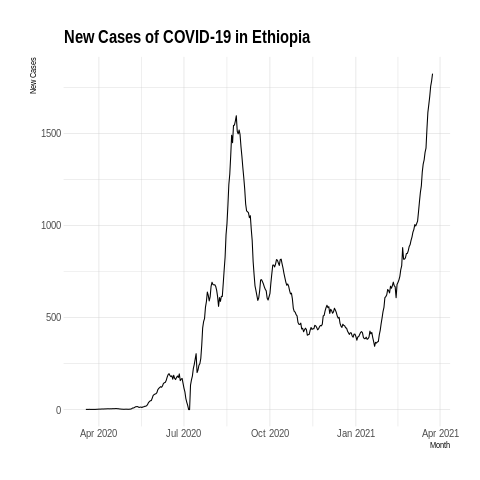 New Cases of COVID-19 in Ethiopia
New Cases
1500
1000
500
0
Apr 2020 Jul 2020 Oct 2020 Jan 2021 Apr 2021
Month